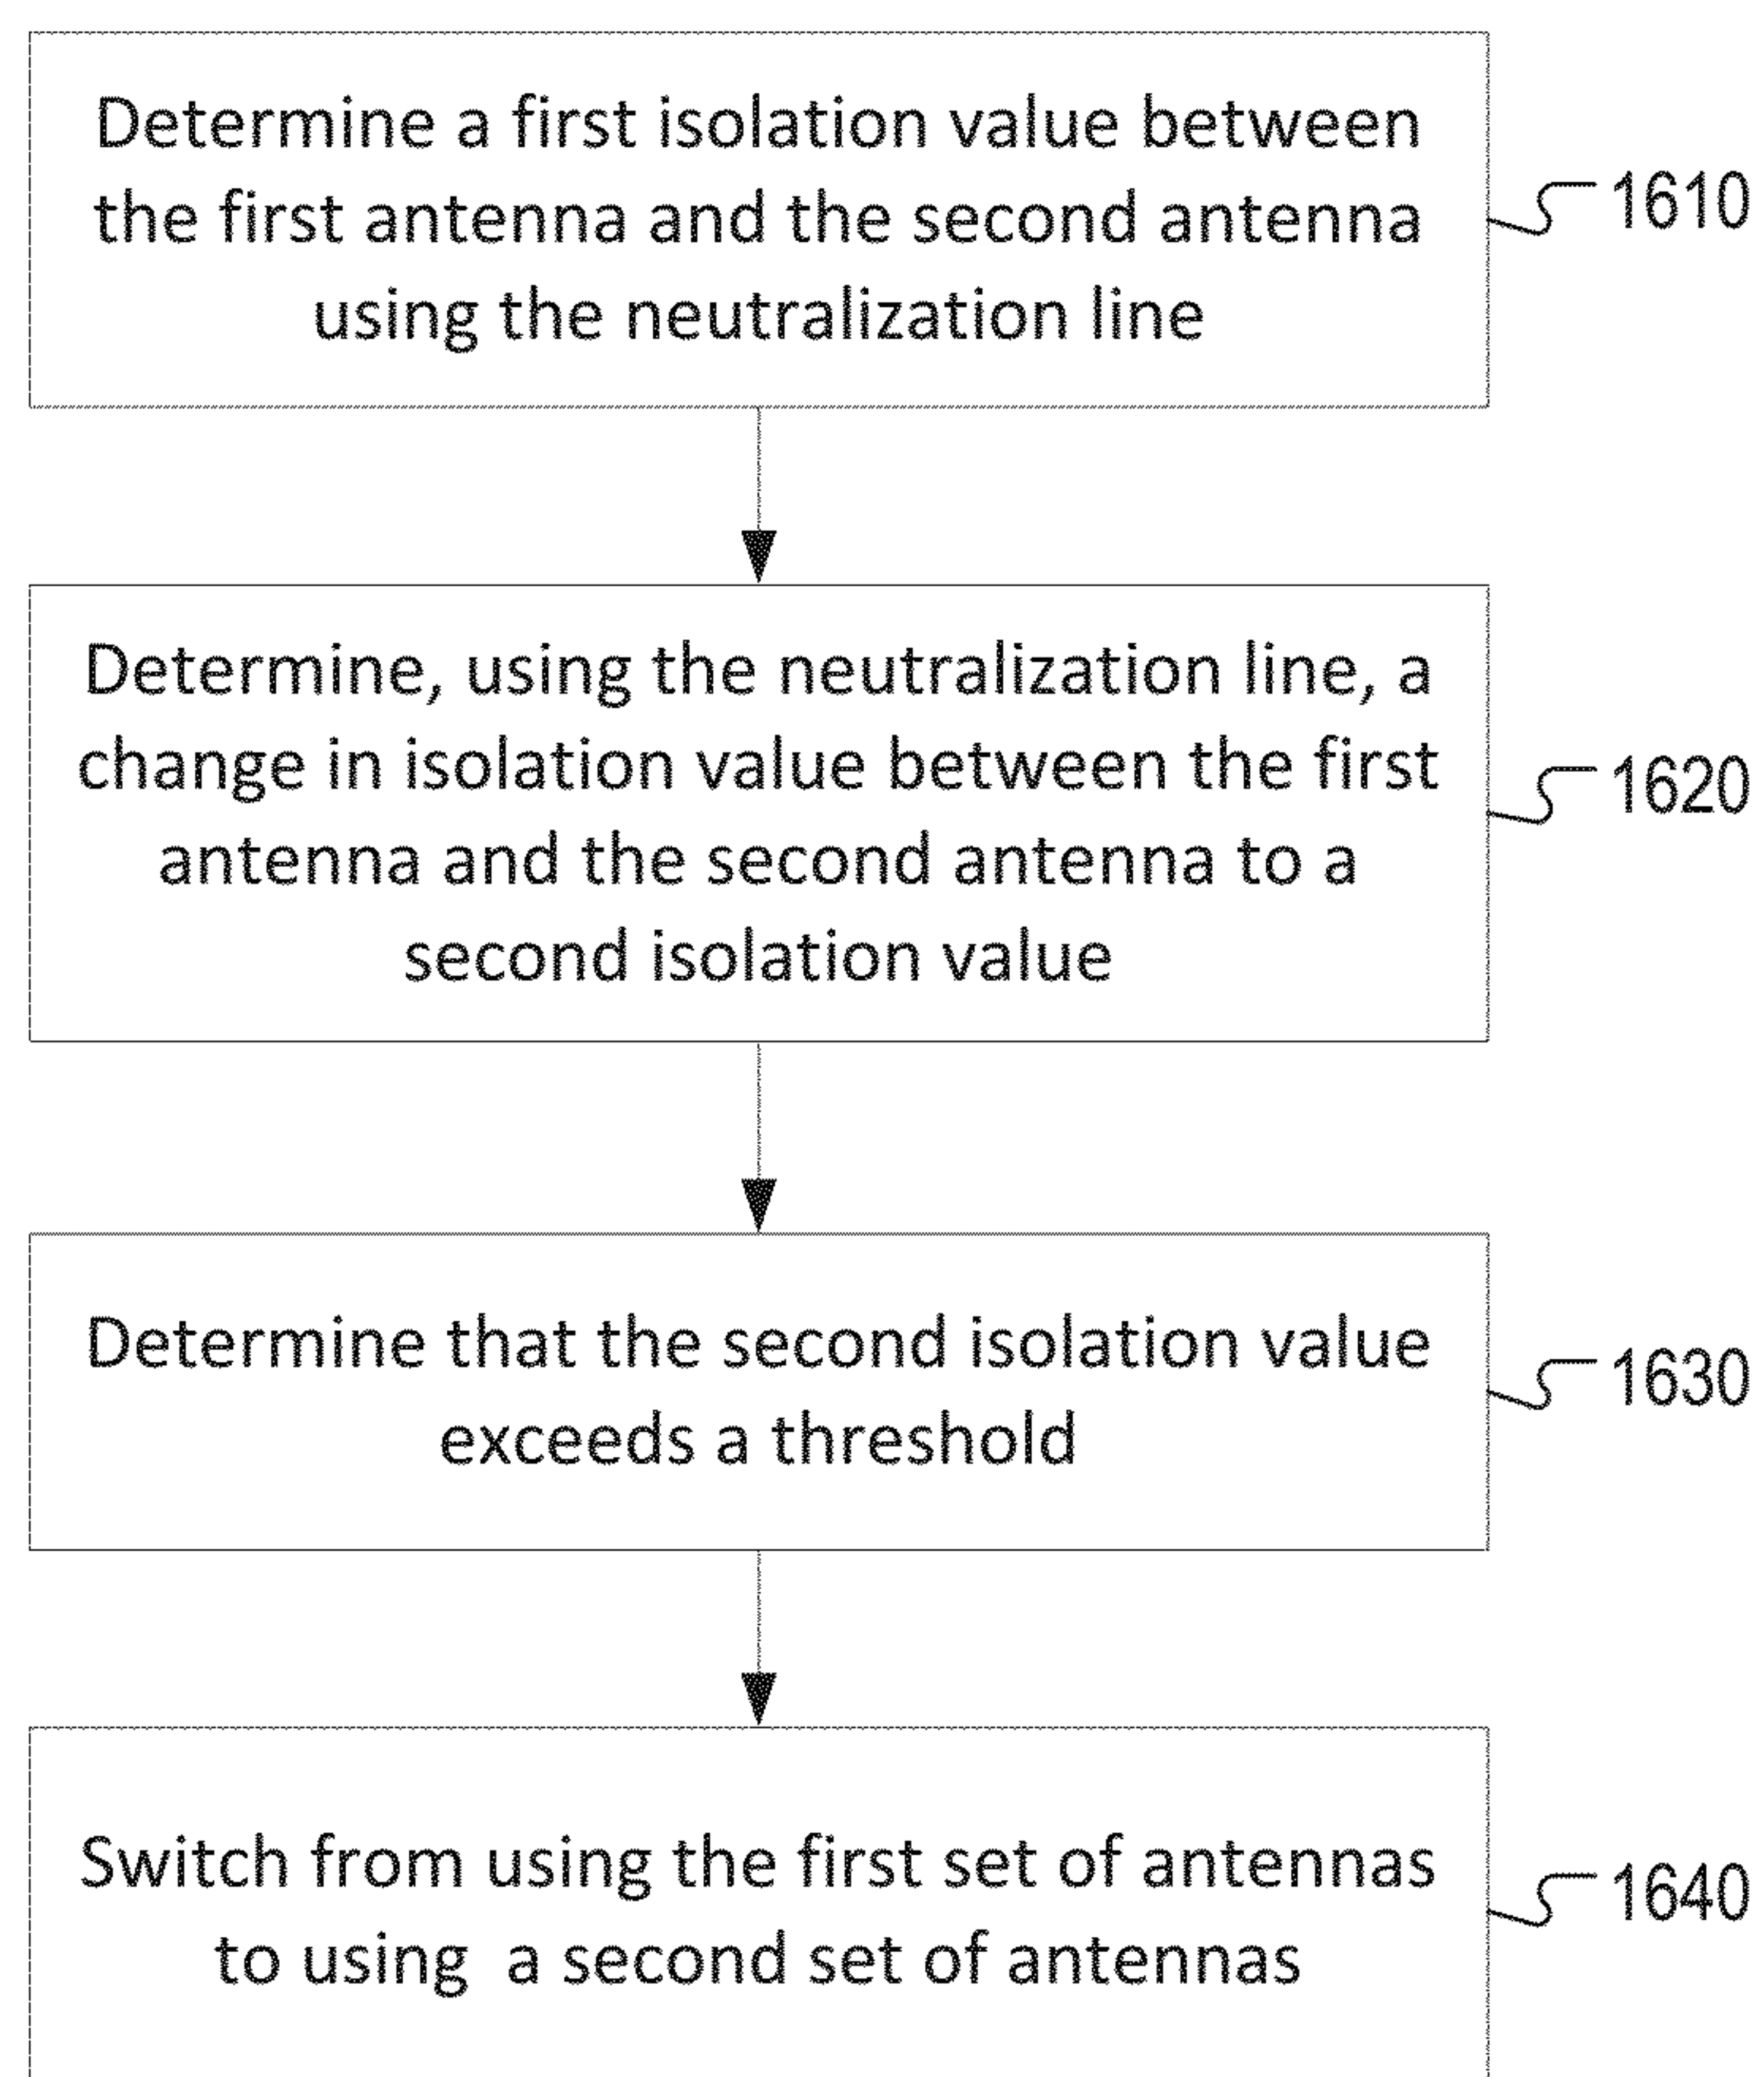 Determine a first isolation value between
the first antenna and the second antenna
using the neutralization line
1610
Determine, using the neutralization line, a
change in isolation value between the first
antenna and the second antenna to a
second isolation value
1620
Determine that the second isolation value
exceeds a threshold
1630
Switch from using the first set of antennas
to using  a second set of antennas
1640